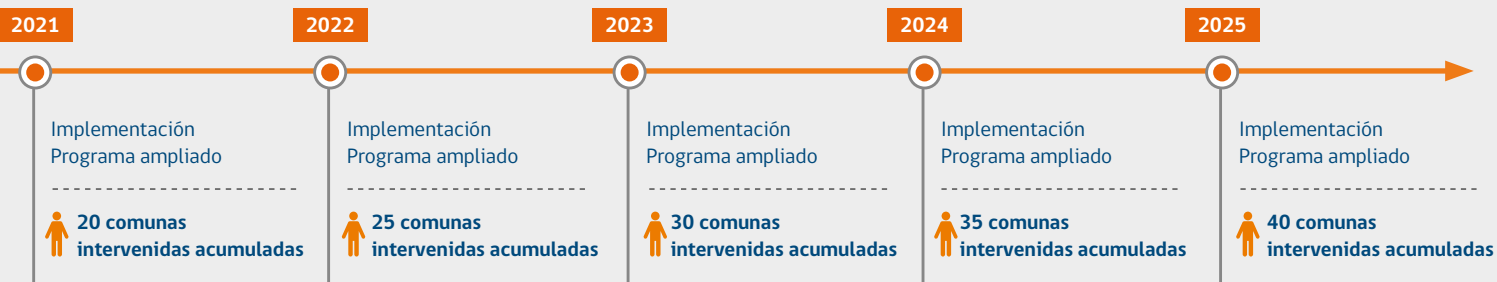 2021
Implementación
Programa ampliado
20 comunas
intervenidas acumuladas
2022
Implementación
Programa ampliado
25 comunas
intervenidas acumuladas
2023
Implementación
Programa ampliado
30 comunas
intervenidas acumuladas
2024
Implementación
Programa ampliado
35 comunas
intervenidas acumuladas
2025
Implementación
Programa ampliado
40 comunas
intervenidas acumuladas